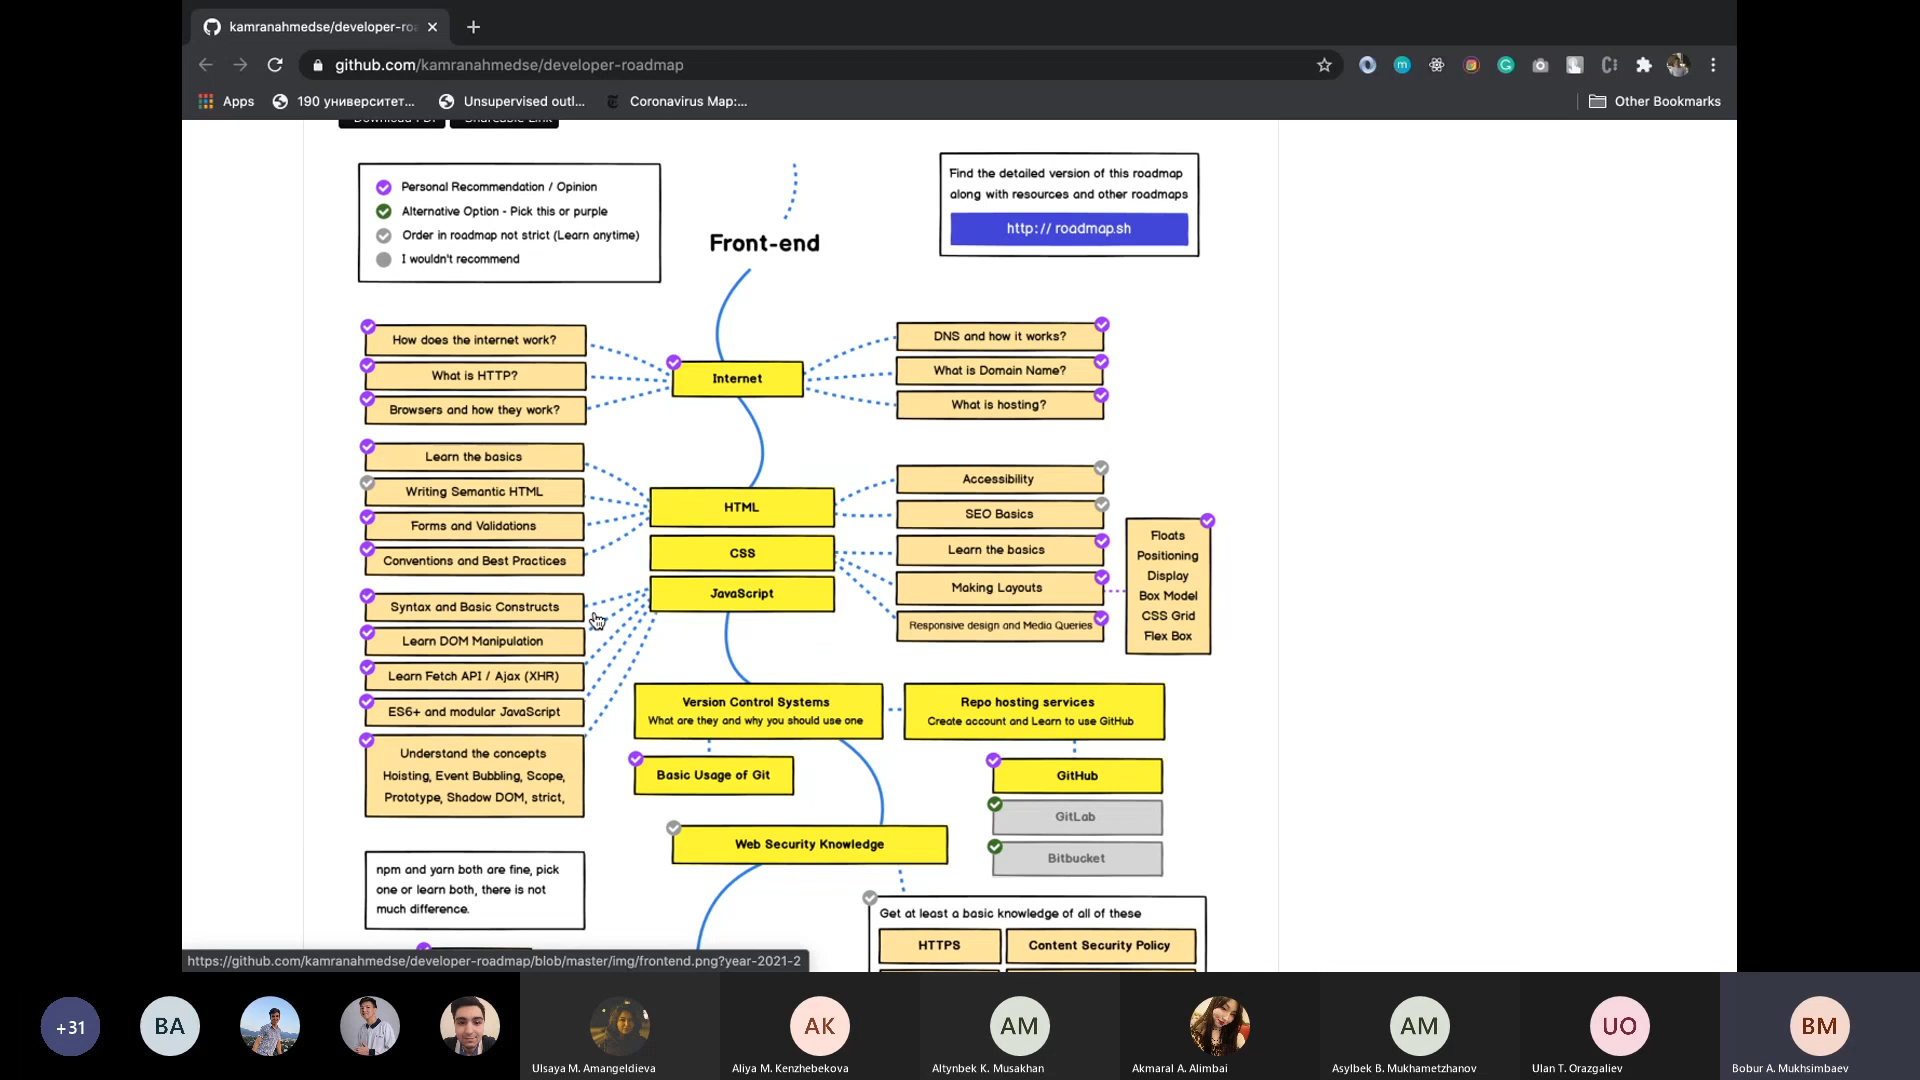 kamranahmedse/developer-roa
github.com/kamranahmedse/developer-roadmap
Apps
190 университет...
Unsupervised outl...
Coronavirus Map:...
Other Bookmarks
Download PDF
Shareable Link
Personal Recommendation / Opinion
Alternative Option - Pick this or purple
Order in roadmap not strict (Learn anytime)
I wouldn't recommend
Front-end
Find the detailed version of this roadmap
along with resources and other roadmaps
http:// roadmap.sh
How does the internet work?
What is HTTP?
Browsers and how they work?
Internet
DNS and how it works?
What is Domain Name?
What is hosting?
Learn the basics
Writing Semantic HTML
Forms and Validations
Conventions and Best Practices
HTML
CSS
JavaScript
Accessibility
SEO Basics
Learn the basics
Making Layouts
Responsive design and Media Queries
Floats
Positioning
Display
Box Model
CSS Grid
Flex Box
Syntax and Basic Constructs
Learn DOM Manipulation
Learn Fetch API / Ajax (XHR)
ES6+ and modular JavaScript
Understand the concepts
Hoisting, Event Bubbling, Scope,
Prototype, Shadow DOM, strict,
Version Control Systems
What are they and why you should use one
Repo hosting services
Create account and Learn to use GitHub
Basic Usage of Git
GitHub
GitLab
Bitbucket
Web Security Knowledge
npm and yarn both are fine, pick
one or learn both, there is not
much difference.
Get at least a basic knowledge of all of these
HTTPS
Content Security Policy
https://github.com/kamranahmedse/developer-roadmap/blob/master/img/frontend.png?year-2021-2
+31
BA
Ulsaya M. Amangeldieva
AK
Aliya M. Kenzhebekova
AM
Altynbek K. Musakhan
Akmaral A. Alimbai
AM
Asylbek B. Mukhametzhanov
UO
Ulan T. Orazgaliev
BM
Bobur A. Mukhsimbaev